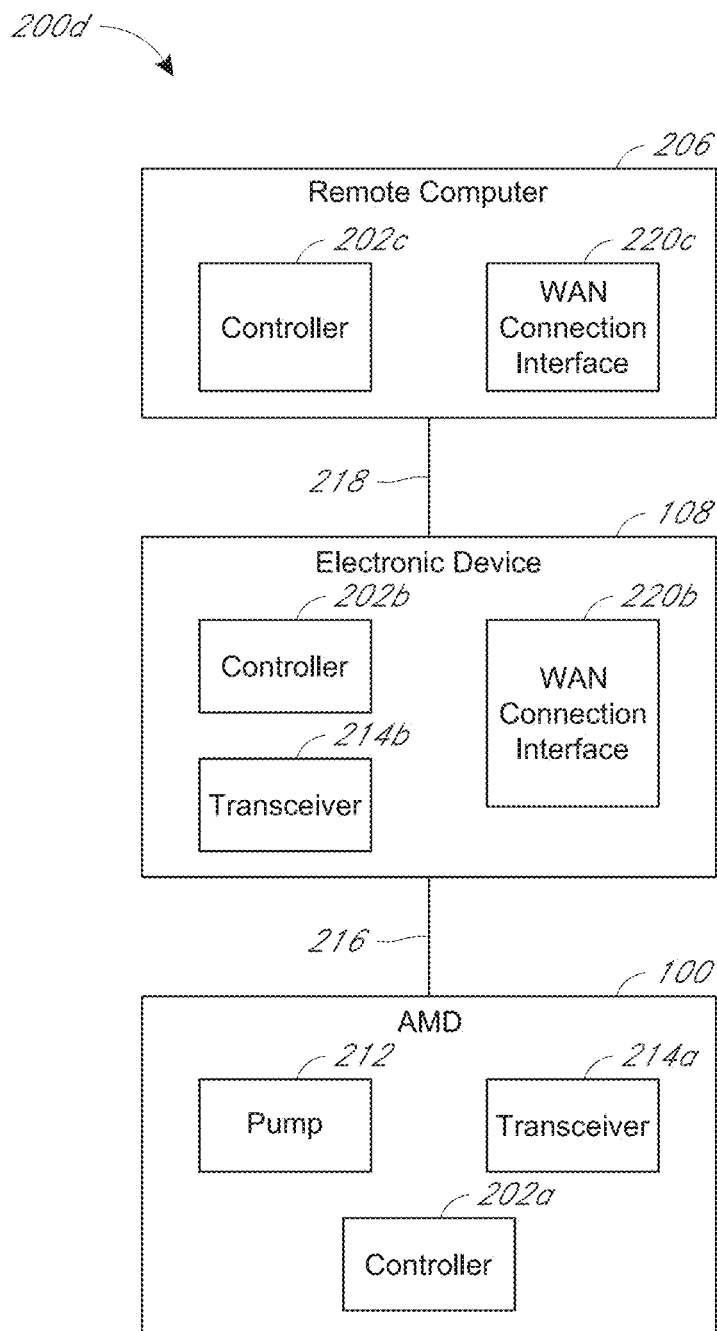 200d
206
Remote Computer
202c
220c
Controller
WAN
Connection
Interface
218
108
Electronic Device
202b
220b
Controller
WAN
Connection
Interface
214b
Transceiver
216
100
AMD
212
214a
Pump
Transceiver
202a
Controller